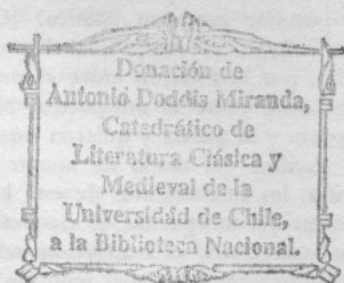 Donación de
Antonio Doddis Miranda,
Catedrático de
Literatura Clásica y
Medieval de la
Universidad de Chile,
a la Biblioteca Nacional.